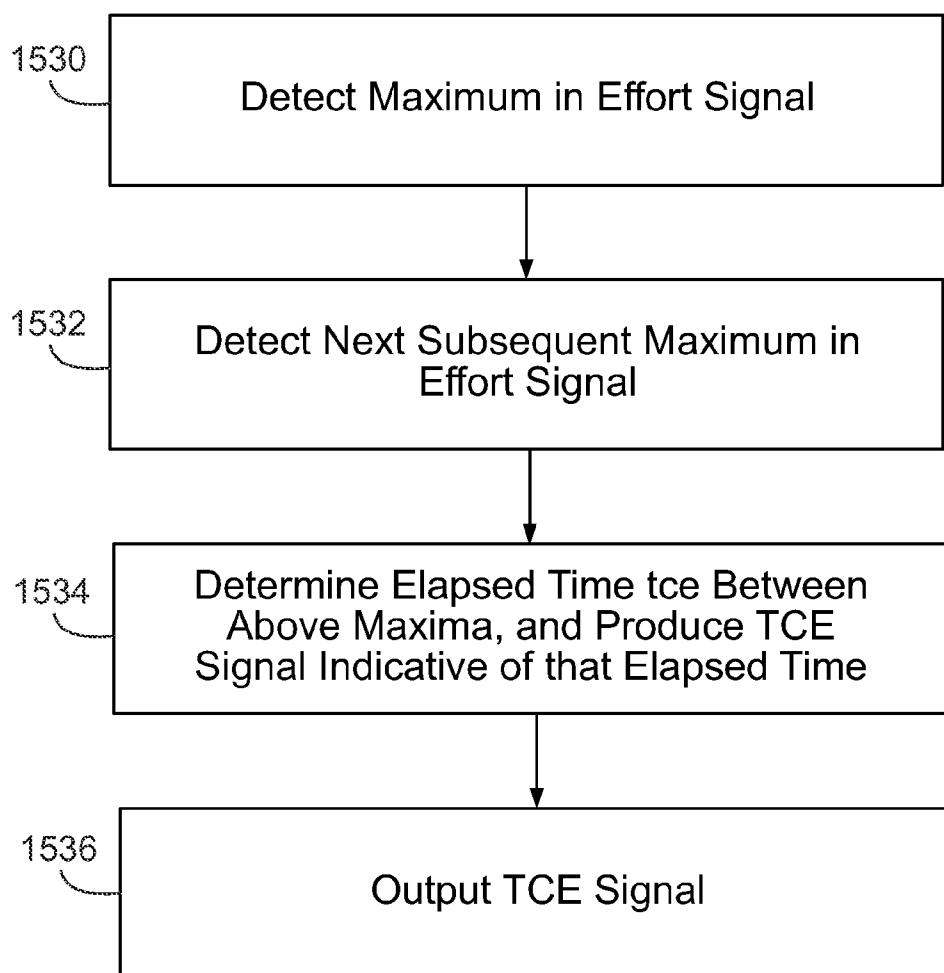 1530
Detect Maximum in Effort Signal
1532
Detect Next Subsequent Maximum in
Effort Signal
1534
Determine Elapsed Time tce Between
Above Maxima, and Produce TCE
Signal Indicative of that Elapsed Time
1536
Output TCE Signal